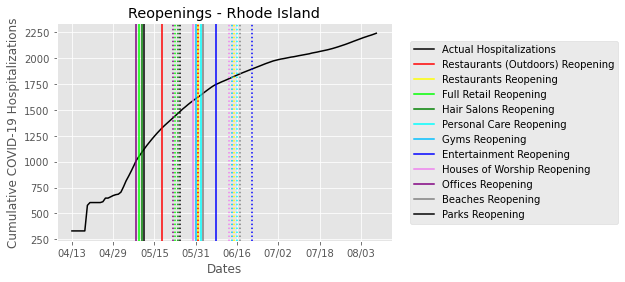 Reopenings - Rhode Island
Cumulative COVID-19 Hospitalizations
2250
2000
1750
1500
1250
1000
750
500
250
04/13 04/29 05/15 05/31 06/16 07/02 07/18 08/03
Dates
Actual Hospitalizations
Restaurants (Outdoors) Reopening
Restaurants Reopening
Full Retail Reopening
Hair Salons Reopening
Personal Care Reopening
Gyms Reopening
Entertainment Reopening
Houses of Worship Reopening
Offices Reopening
Beaches Reopening
Parks Reopening